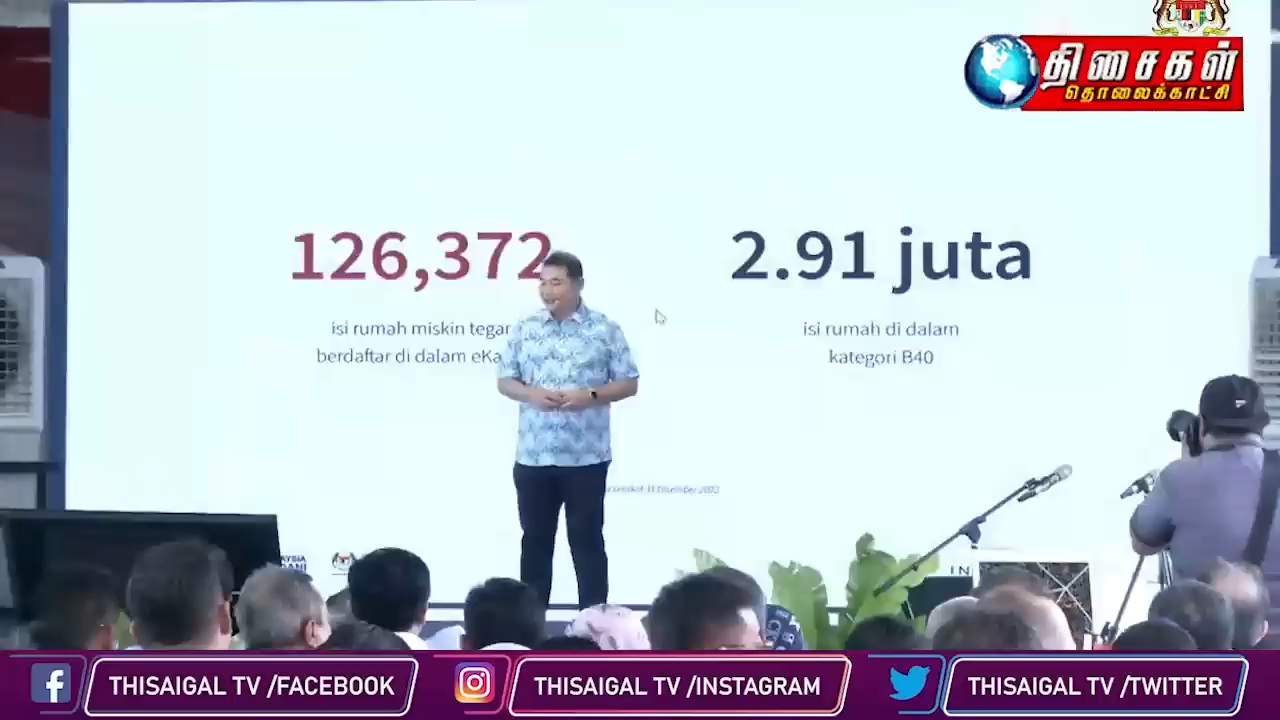 திசைகள்
தொலைக்காட்சி
126,372
2.91 juta
isi rumah miskin tegar
berdaftar di dalam
isi rumah di dalam
kategori B40
THISAIGAL TV /FACEBOOK
THISAIGAL TV /INSTAGRAM
THISAIGAL TV /TWITTER